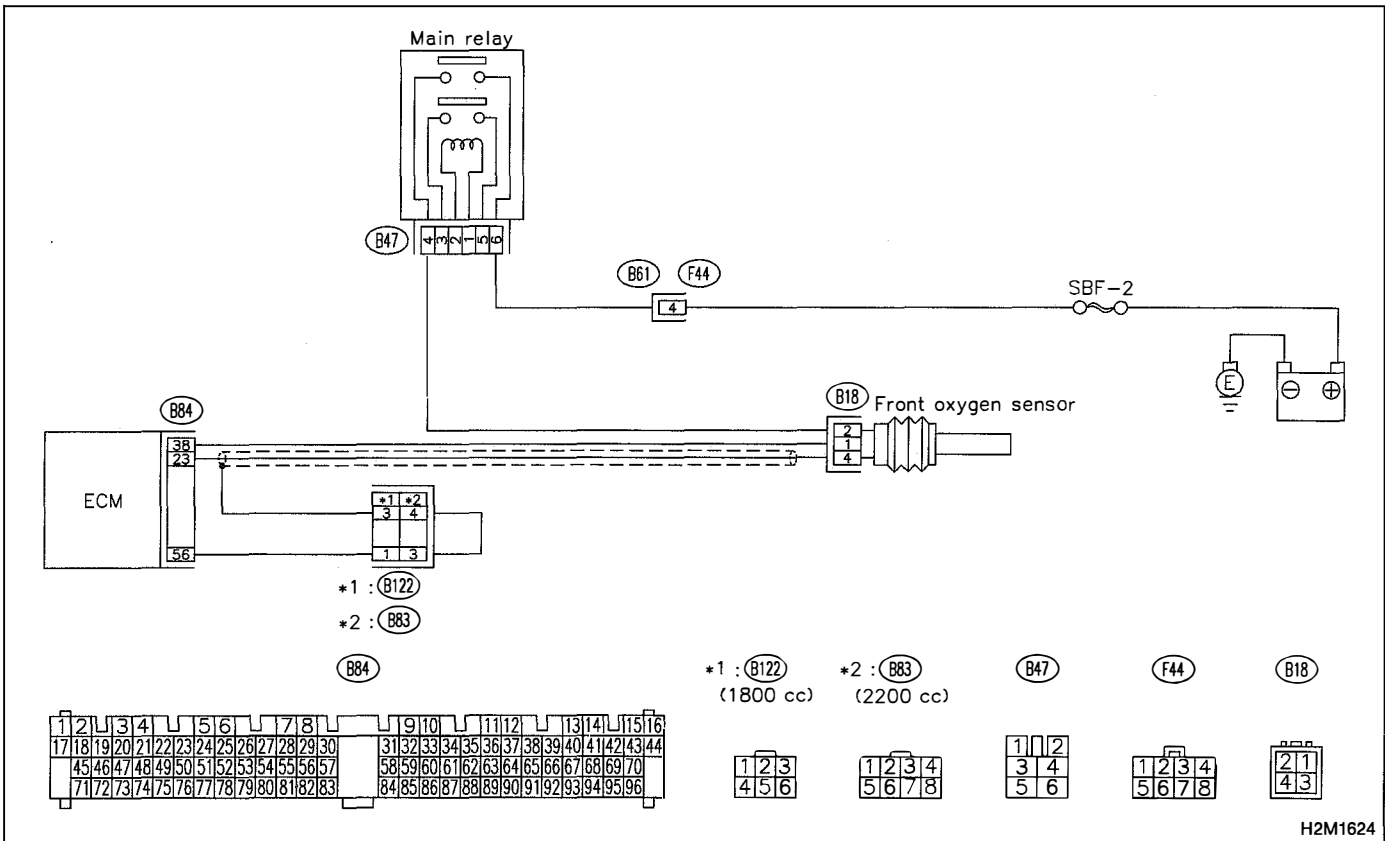 Main relay
B47
4 3 2 1 5 6
B61 F44
4
SBF-2
E
⊖ ⊕
B84
B18 Front oxygen sensor
38
23
2
1
4
ECM
*1 *2
3 4
56
1 3
*1 : B122
*2 : B83
B84
*1 : B122
(1800 cc)
*2 : B83
(2200 cc)
B47
F44
B18
1 2 3 4 5 6 7 8 9 10 11 12 13 14 15 16
17 18 19 20 21 22 23 24 25 26 27 28 29 30 31 32 33 34 35 36 37 38 39 40 41 42 43 44
45 46 47 48 49 50 51 52 53 54 55 56 57 58 59 60 61 62 63 64 65 66 67 68 69 70
71 72 73 74 75 76 77 78 79 80 81 82 83 84 85 86 87 88 89 90 91 92 93 94 95 96
1 2 3
4 5 6
1 2 3 4
5 6 7 8
1 2
3 4
5 6
1 2 3 4
5 6 7 8
2 1
4 3
H2M1624